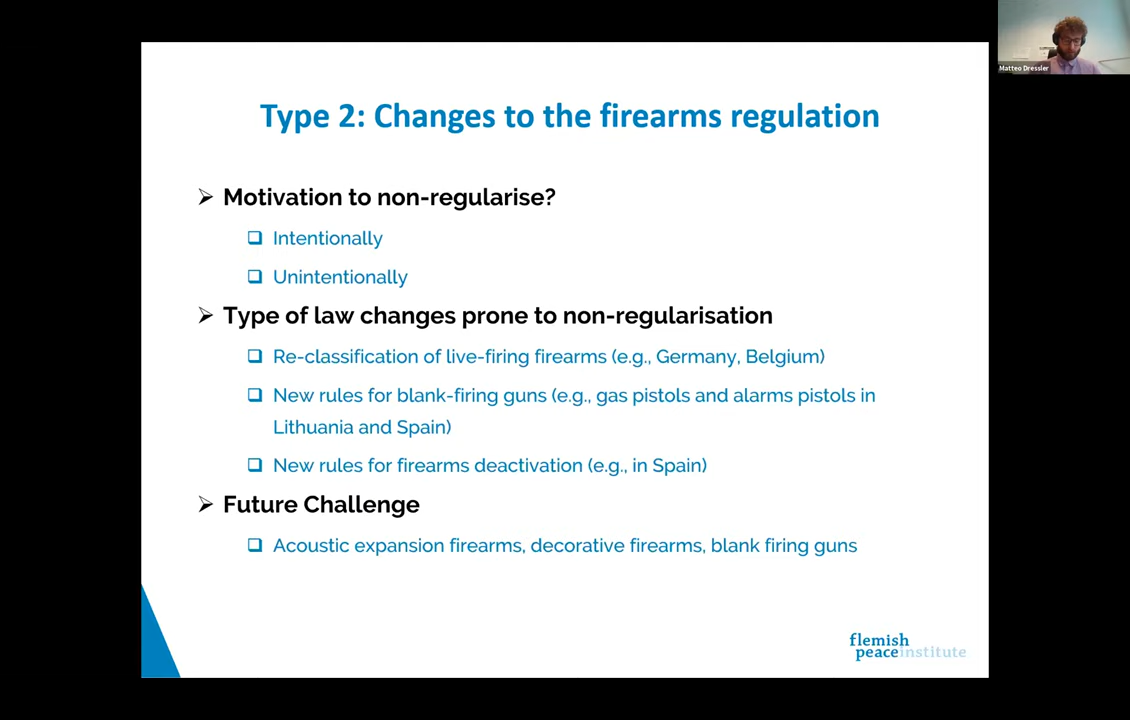 Matteo Dressler
Type 2: Changes to the firearms regulation
Motivation to non-regularise?
Intentionally
Unintentionally
Type of law changes prone to non-regularisation
Re-classification of live-firing firearms (e.g., Germany, Belgium)
New rules for blank-firing guns (e.g., gas pistols and alarms pistols in
Lithuania and Spain)
New rules for firearms deactivation (e.g., in Spain)
Future Challenge
Acoustic expansion firearms, decorative firearms, blank firing guns
flemish
peaceinstitute